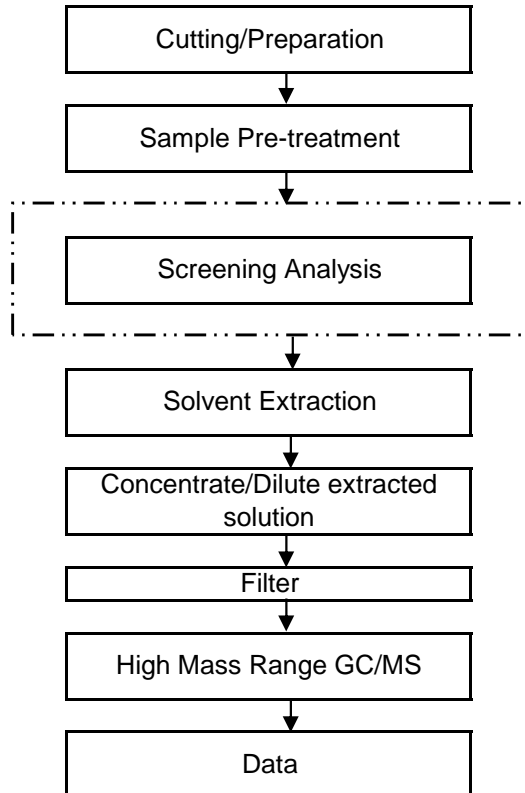 Cutting/Preparation
Sample Pre-treatment
Screening Analysis
Solvent Extraction
Concentrate/Dilute extracted
solution
Filter
High Mass Range GC/MS
Data